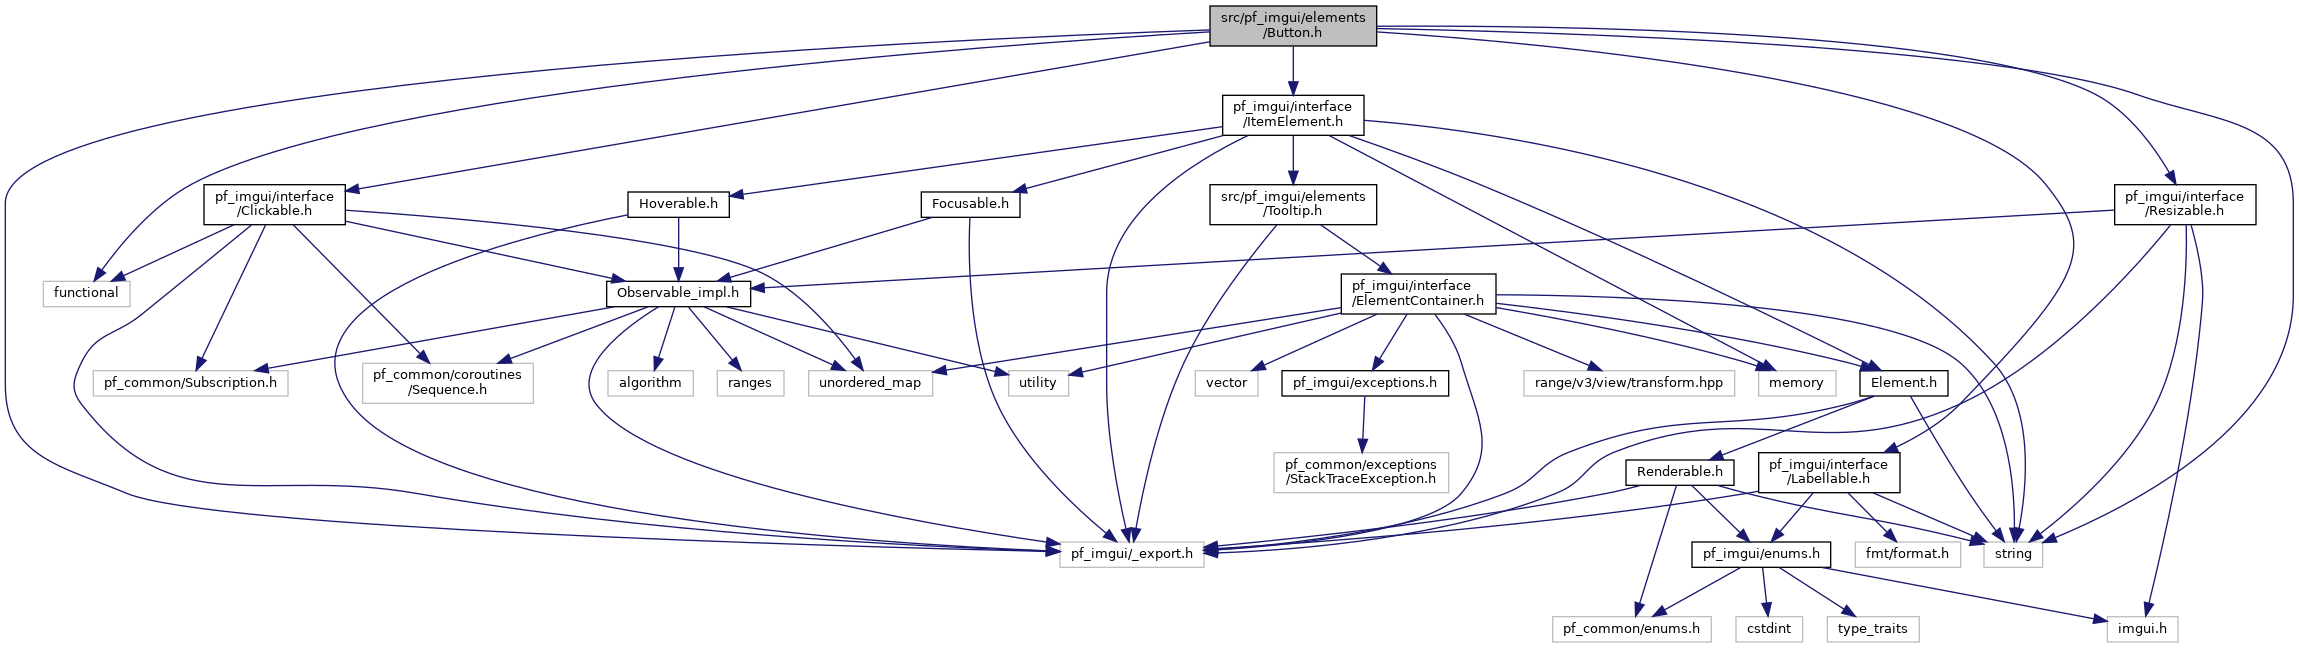 src/pf_imgui/elements
/Button.h
pf_imgui/interface
/ItemElement.h
pf_imgui/interface
/Clickable.h
Hoverable.h
Focusable.h
src/pf_imgui/elements
/Tooltip.h
pf_imgui/interface
/Resizable.h
functional
Observable_impl.h
pf_imgui/interface
/ElementContainer.h
pf_common/Subscription.h
pf_common/coroutines
/Sequence.h
algorithm
ranges
unordered_map
utility
vector
pf_imgui/exceptions.h
range/v3/view/transform.hpp
memory
Element.h
pf_common/exceptions
/StackTraceException.h
Renderable.h
pf_imgui/interface
/Labellable.h
pf_imgui/_export.h
pf_imgui/enums.h
fmt/format.h
string
pf_common/enums.h
cstdint
type_traits
imgui.h